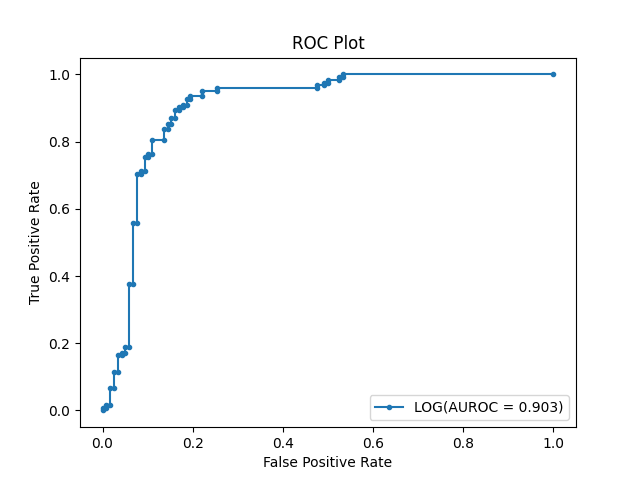 ROC Plot
1.0
0.8
0.6
0.4
0.2
0.0
True Positive Rate
LOG(AUROC = 0.903)
0.0 0.2 0.4 0.6 0.8 1.0
False Positive Rate